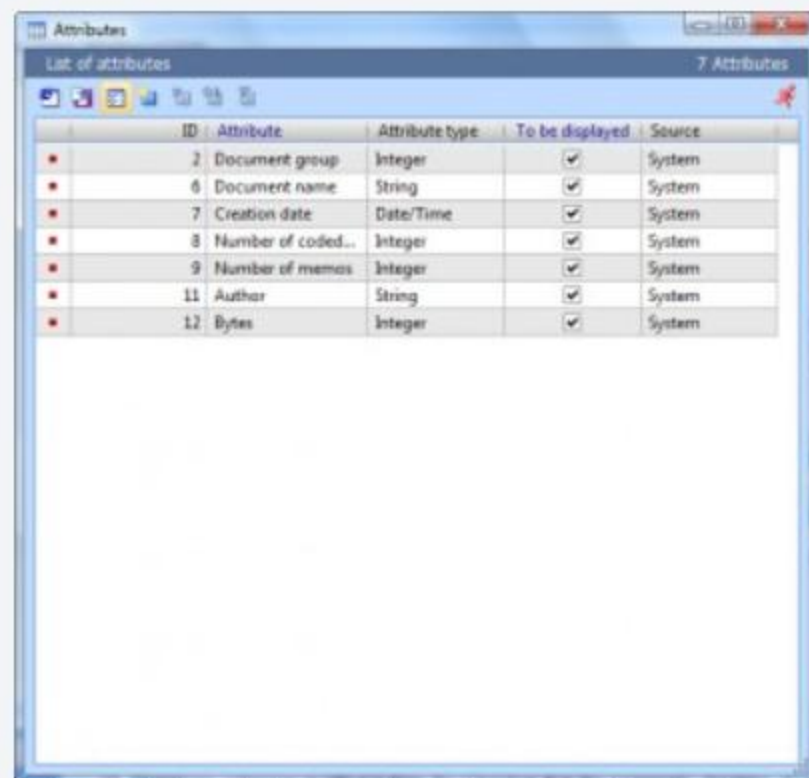 Attributes
List of attributes 7 Attributes
ID Attribute Attribute type To be displayed Source
2 Document group Integer System
6 Document name String System
7 Creation date Date/Time System
8 Number of coded... Integer System
9 Number of memos Integer System
11 Author String System
12 Bytes Integer System